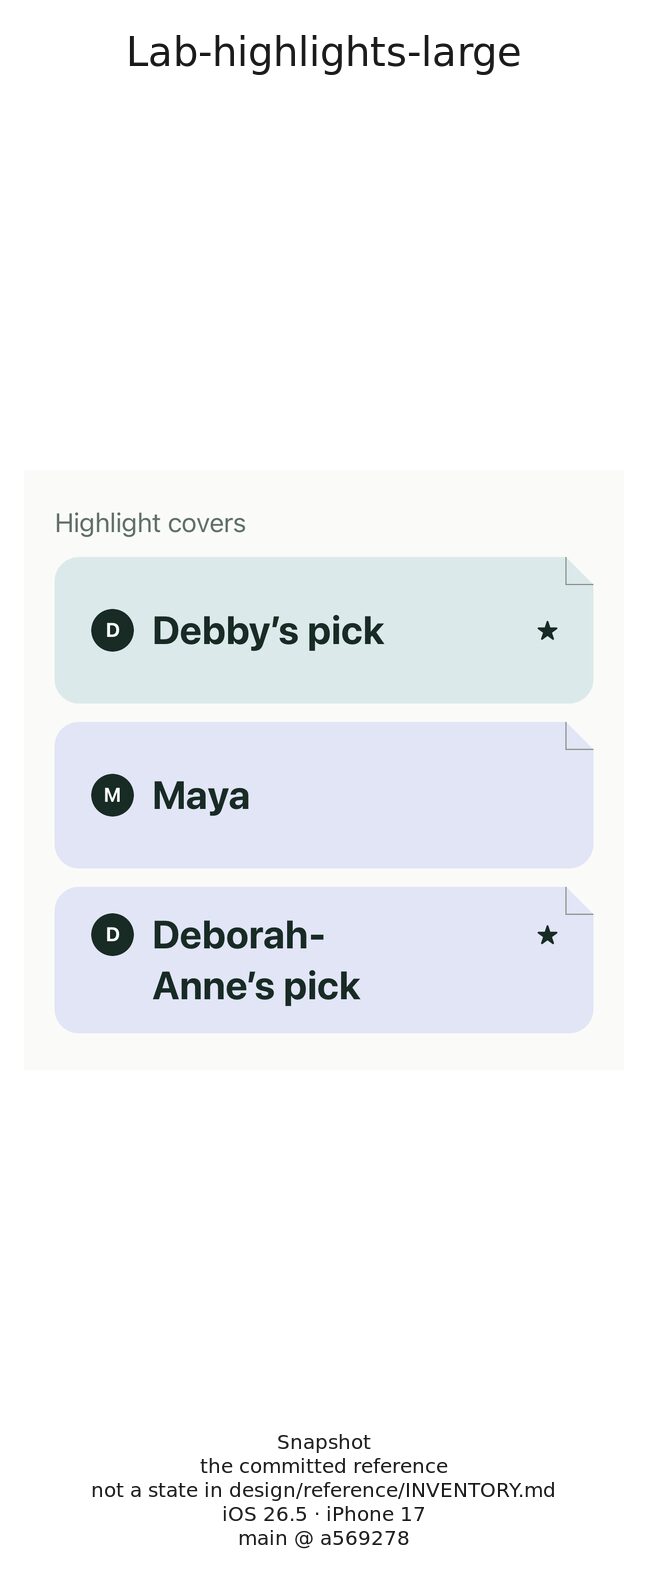 Lab-highlights-large
Highlight covers
D Debby’s pick ★
M Maya
D Deborah- ★
Anne’s pick
Snapshot
the committed reference
not a state in design/reference/INVENTORY.md
iOS 26.5 · iPhone 17
main @ a569278